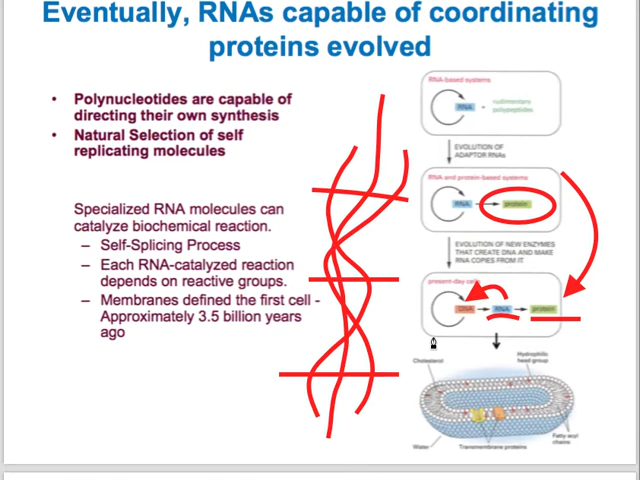 Eventually, RNAs capable of coordinating
proteins evolved
• Polynucleotides are capable of
directing their own synthesis
• Natural Selection of self
replicating molecules
Specialized RNA molecules can
catalyze biochemical reaction.
– Self-Splicing Process
– Each RNA-catalyzed reaction
depends on reactive groups.
– Membranes defined the first cell -
Approximately 3.5 billion years
ago
RNA-based systems
RNA
rudimentary
polypeptides
EVOLUTION OF
ADAPTOR RNAs
RNA and protein-based systems
RNA
protein
EVOLUTION OF NEW ENZYMES
THAT CREATE DNA AND MAKE
RNA COPIES FROM IT
present-day cells
DNA
RNA
protein
Cholesterol
Hydrophilic
head group
Water
Transmembrane proteins
Fatty acyl
chains